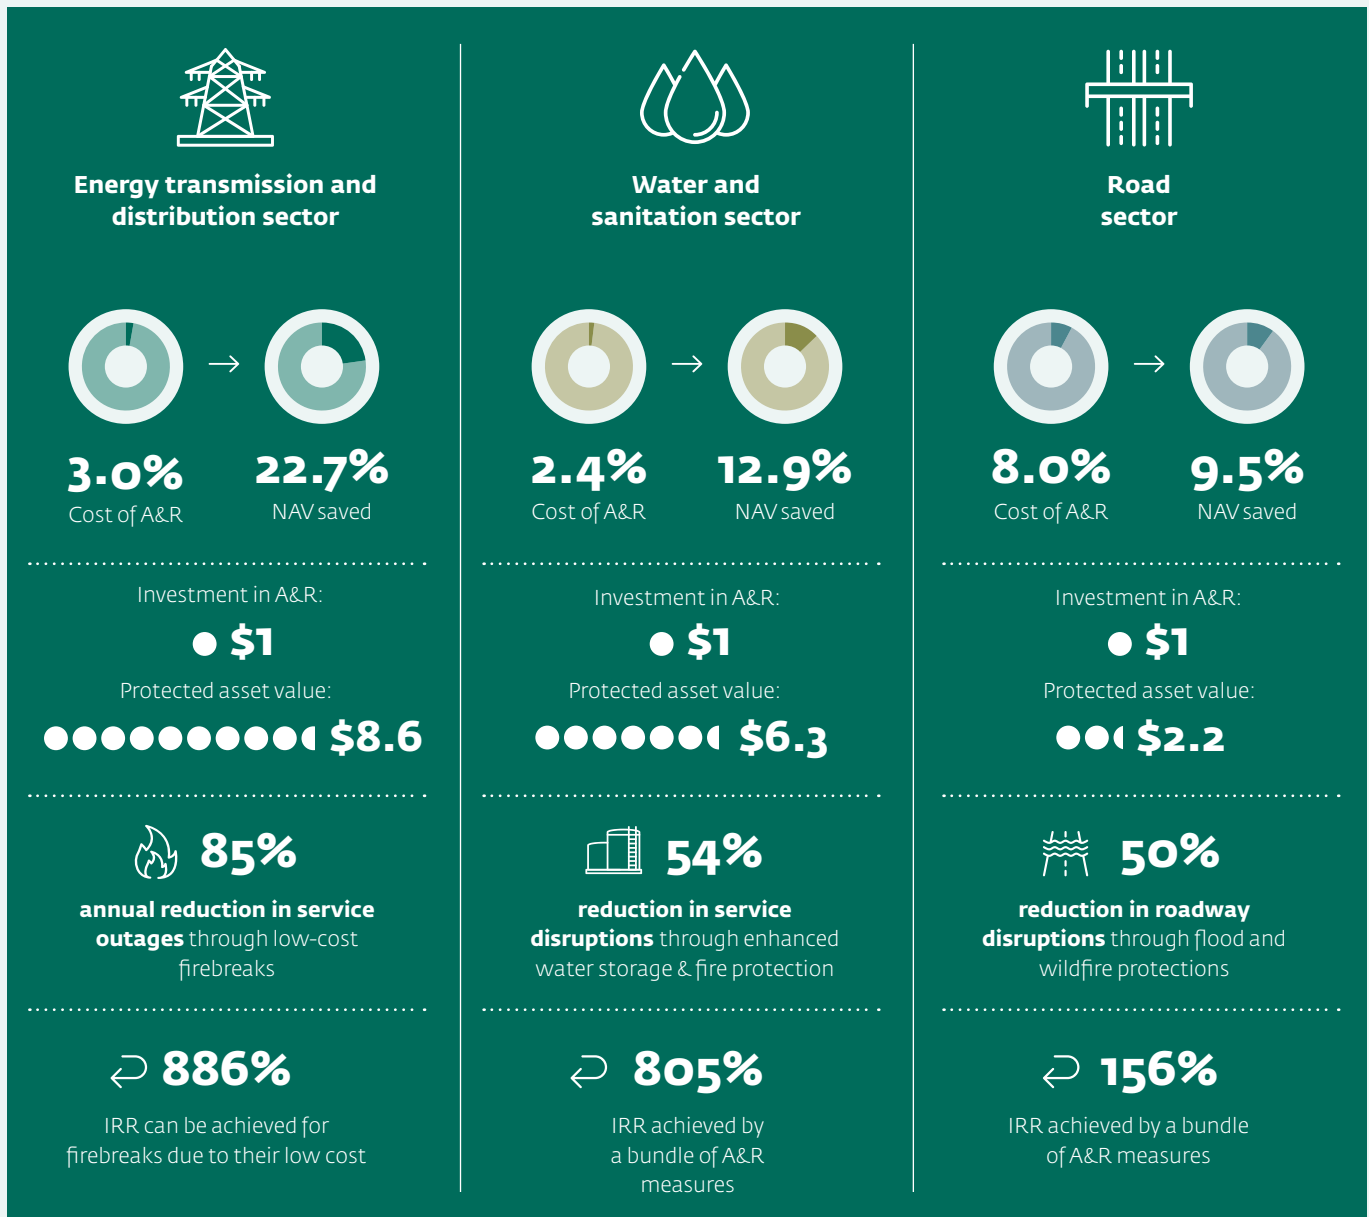 Energy transmission and
distribution sector
3.0%
Cost of A&R
22.7%
NAV saved
Investment in A&R:
$1
Protected asset value:
$8.6
85%
annual reduction in service
outages through low-cost
firebreaks
886%
IRR can be achieved for
firebreaks due to their low cost
Water and
sanitation sector
2.4%
Cost of A&R
12.9%
NAV saved
Investment in A&R:
$1
Protected asset value:
$6.3
54%
reduction in service
disruptions through enhanced
water storage & fire protection
805%
IRR achieved by
a bundle of A&R
measures
Road
sector
8.0%
Cost of A&R
9.5%
NAV saved
Investment in A&R:
$1
Protected asset value:
$2.2
50%
reduction in roadway
disruptions through flood and
wildfire protections
156%
IRR achieved by a bundle
of A&R measures